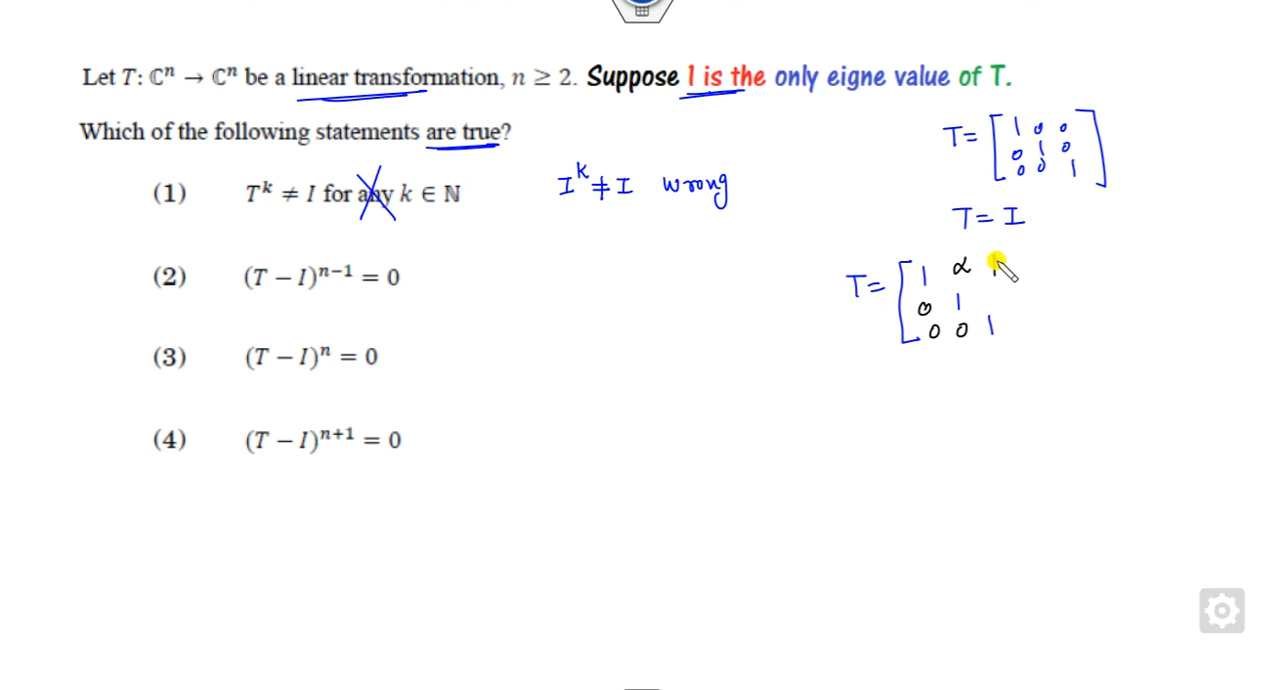 Let T: ℂⁿ → ℂⁿ be a linear transformation, n ≥ 2. Suppose 1 is the only eigne value of T.
Which of the following statements are true?
(1) Tᵏ ≠ I for any k ∈ ℕ
Iᵏ ≠ I wrong
T = [ 1 0 0
0 1 0
0 0 1 ]
T = I
(2) (T − I)ⁿ⁻¹ = 0
T = [ 1 α
0 1
0 0 1
(3) (T − I)ⁿ = 0
(4) (T − I)ⁿ⁺¹ = 0